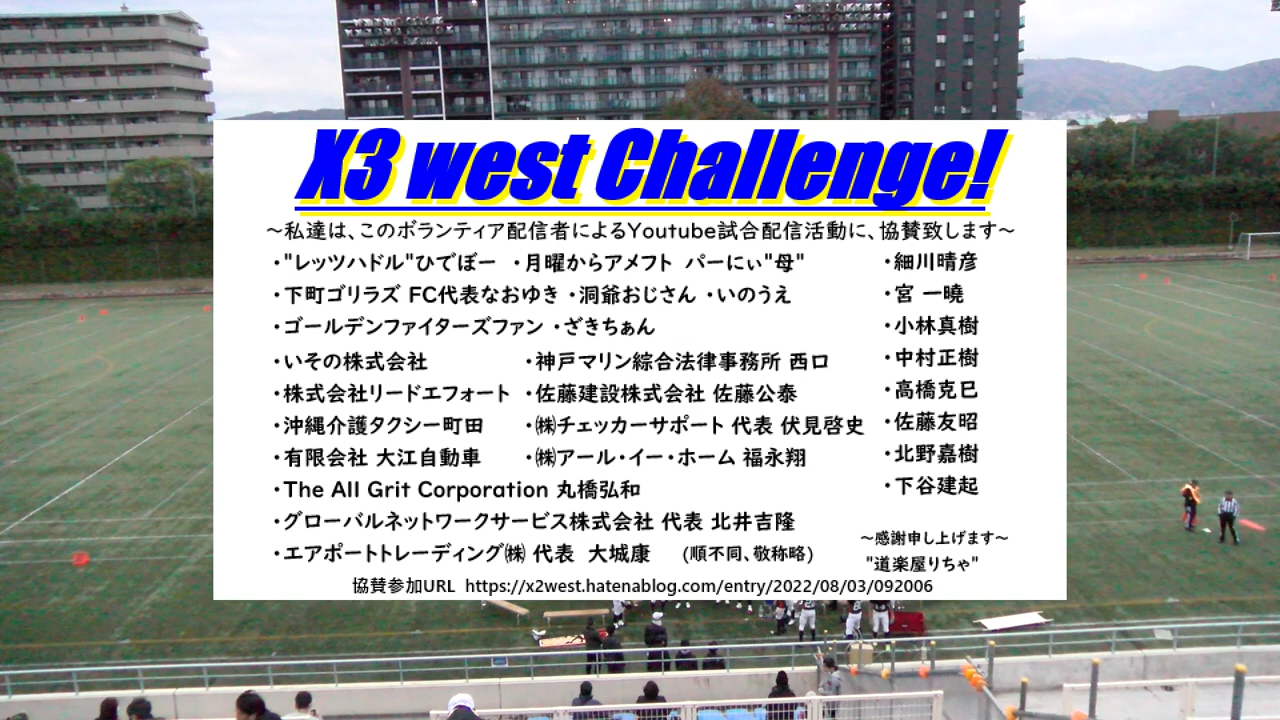 X3 west Challenge!
～私達は、このボランティア配信者によるYoutube試合配信活動に、協賛致します～
・"レッツハドル"ひでぼー ・月曜からアメフト パーにぃ"母"
・下町ゴリラズ FC代表なおゆき ・洞爺おじさん ・いのうえ
・ゴールデンファイターズファン ・ざきちぁん
・いその株式会社 ・神戸マリン綜合法律事務所 西口
・株式会社リードエフォート ・佐藤建設株式会社 佐藤公泰
・沖縄介護タクシー町田 ・㈱チェッカーサポート 代表 伏見啓史
・有限会社 大江自動車 ・㈱アール・イー・ホーム 福永翔
・The All Grit Corporation 丸橋弘和
・グローバルネットワークサービス株式会社 代表 北井吉隆
・エアポートトレーディング㈱ 代表 大城康 (順不同、敬称略)
・細川晴彦
・宮 一曉
・小林真樹
・中村正樹
・高橋克巳
・佐藤友昭
・北野嘉樹
・下谷建起
～感謝申し上げます～
"道楽屋りちゃ"
協賛参加URL https://x2west.hatenablog.com/entry/2022/08/03/092006